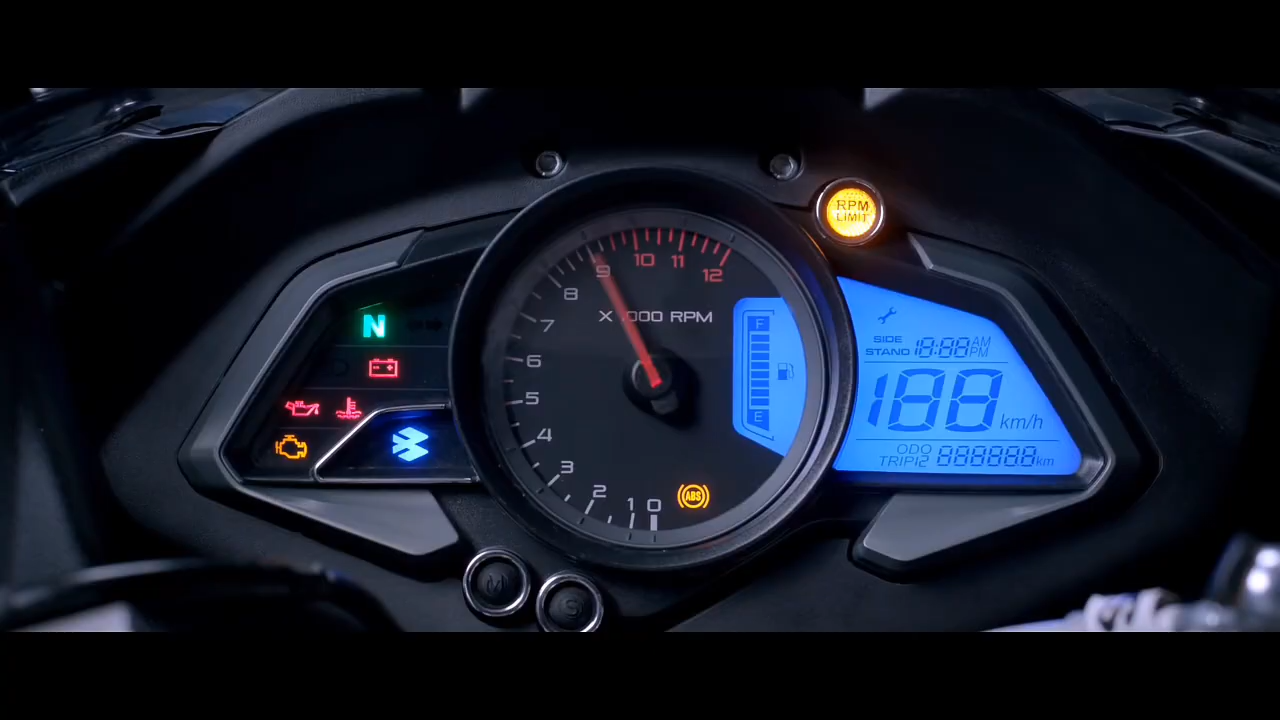 RPM
LIMIT
9
10
11
12
8
X 1000 RPM
7
N
F
SIDE
STAND
18:88 AM
PM
6
188
km/h
5
E
4
ODO
TRIP12
888888 km
3
2
1
0
ABS
M
S